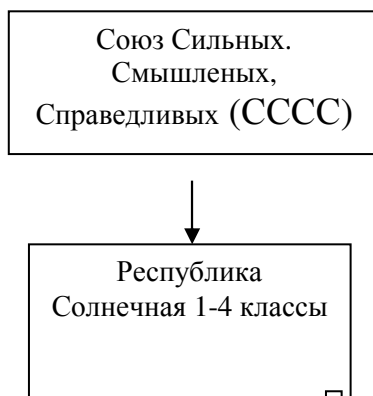 Союз Сильных.
Смышленых,
Справедливых (СССС)
Республика
Солнечная 1-4 классы